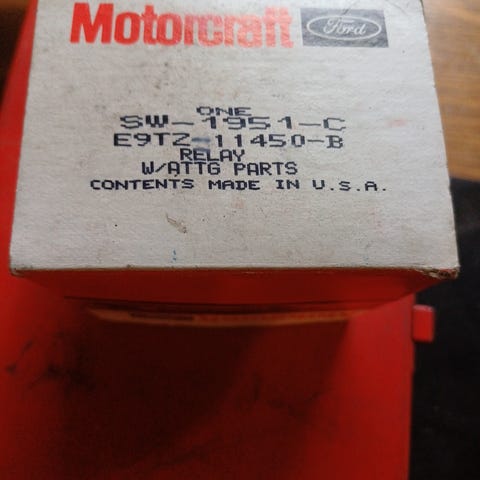 Motorcraft Ford
ONE
SW-1951-C
E9TZ-11450-B
RELAY
W/ATTG PARTS
CONTENTS MADE IN U.S.A.